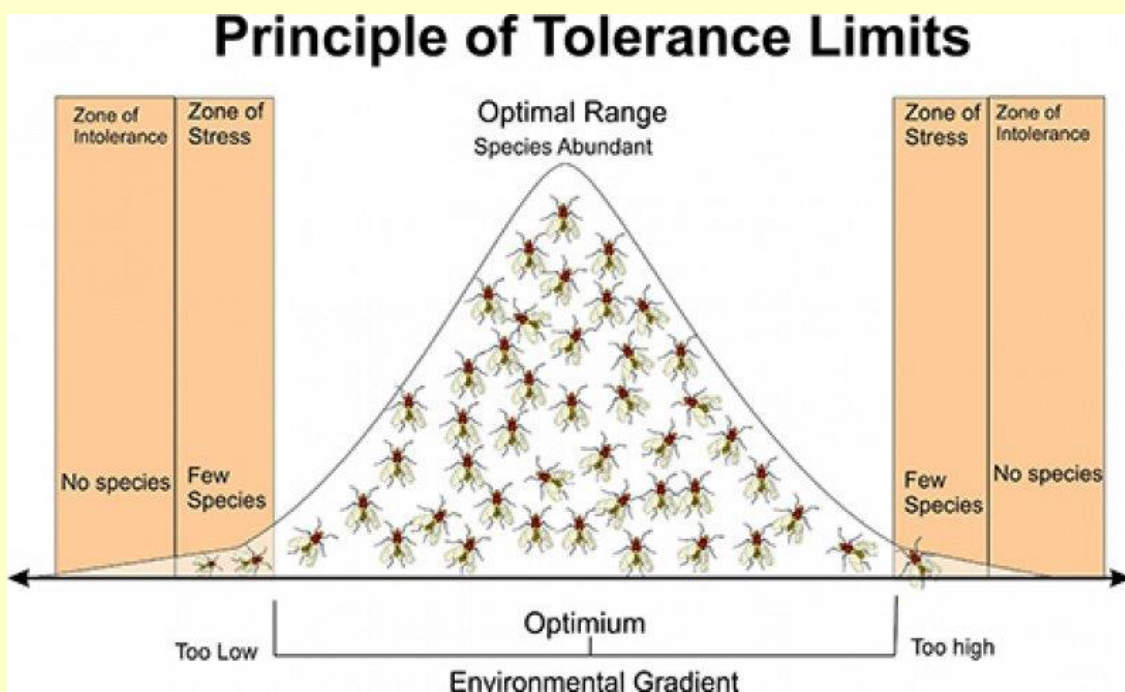 Principle of Tolerance Limits
Zone of
Intolerance
Zone of
Stress
Optimal Range
Species Abundant
Zone of
Stress
Zone of
Intolerance
No species
Few
Species
Few
Species
No species
Too Low
Optimium
Too high
Environmental Gradient